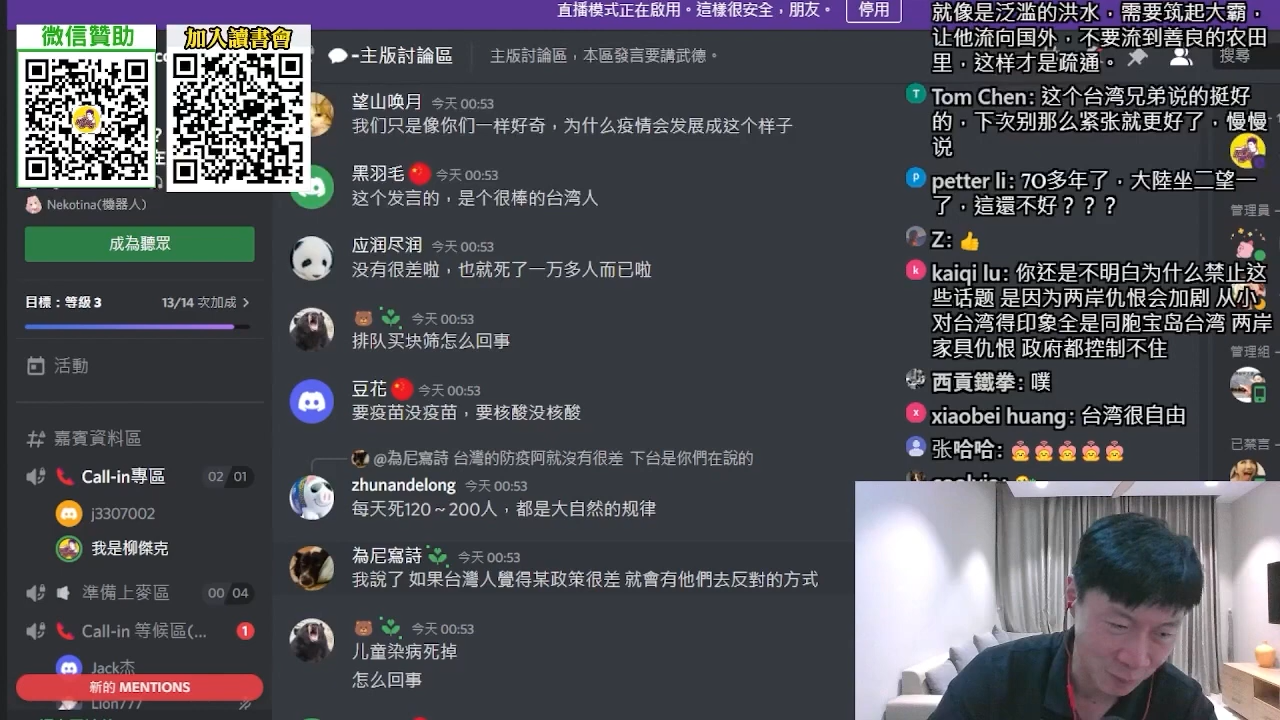 直播模式正在啟用。這樣很安全，朋友。
停用
微信贊助
加入讀書會
-主版討論區
主版討論區，本區發言要講武德。
搜尋
Nekotina(機器人)
成為聽眾
目標：等級 3
13/14 次加成
活動
嘉賓資料區
Call-in專區
02 01
j3307002
我是柳傑克
準備上麥區
00 04
Call-in 等候區(...
1
Jack杰
新的 MENTIONS
Lion777
望山唤月 今天 00:53
我们只是像你们一样好奇，为什么疫情会发展成这个样子
黑羽毛 今天 00:53
这个发言的，是个很棒的台湾人
应润尽润 今天 00:53
没有很差啦，也就死了一万多人而已啦
今天 00:53
排队买块筛怎么回事
豆花 今天 00:53
要疫苗没疫苗，要核酸没核酸
@為尼寫詩 台灣的防疫阿就沒有很差 下台是你們在說的
zhunandelong 今天 00:53
每天死120～200人，都是大自然的规律
為尼寫詩 今天 00:53
我說了 如果台灣人覺得某政策很差 就會有他們去反對的方式
今天 00:53
儿童染病死掉
怎么回事
就像是泛滥的洪水，需要筑起大霸，
让他流向国外，不要流到善良的农田
里，这样才是疏通。
Tom Chen: 这个台湾兄弟说的挺好
的，下次别那么紧张就更好了，慢慢
说
petter li: 70多年了，大陸坐二望一
了，這還不好？？？
Z: 👍
kaiqi lu: 你还是不明白为什么禁止这
些话题 是因为两岸仇恨会加剧 从小
对台湾得印象全是同胞宝岛台湾 两岸
家具仇恨 政府都控制不住
西貢鐵拳: 噗
xiaobei huang: 台湾很自由
张哈哈:
管理員
管理組
已禁言